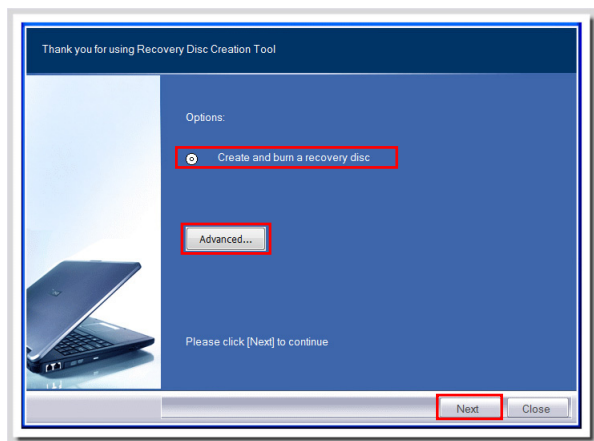 Thank you for using Recovery Disc Creation Tool
Options:
Create and burn a recovery disc
Advanced...
Please click [Next] to continue
Next
Close